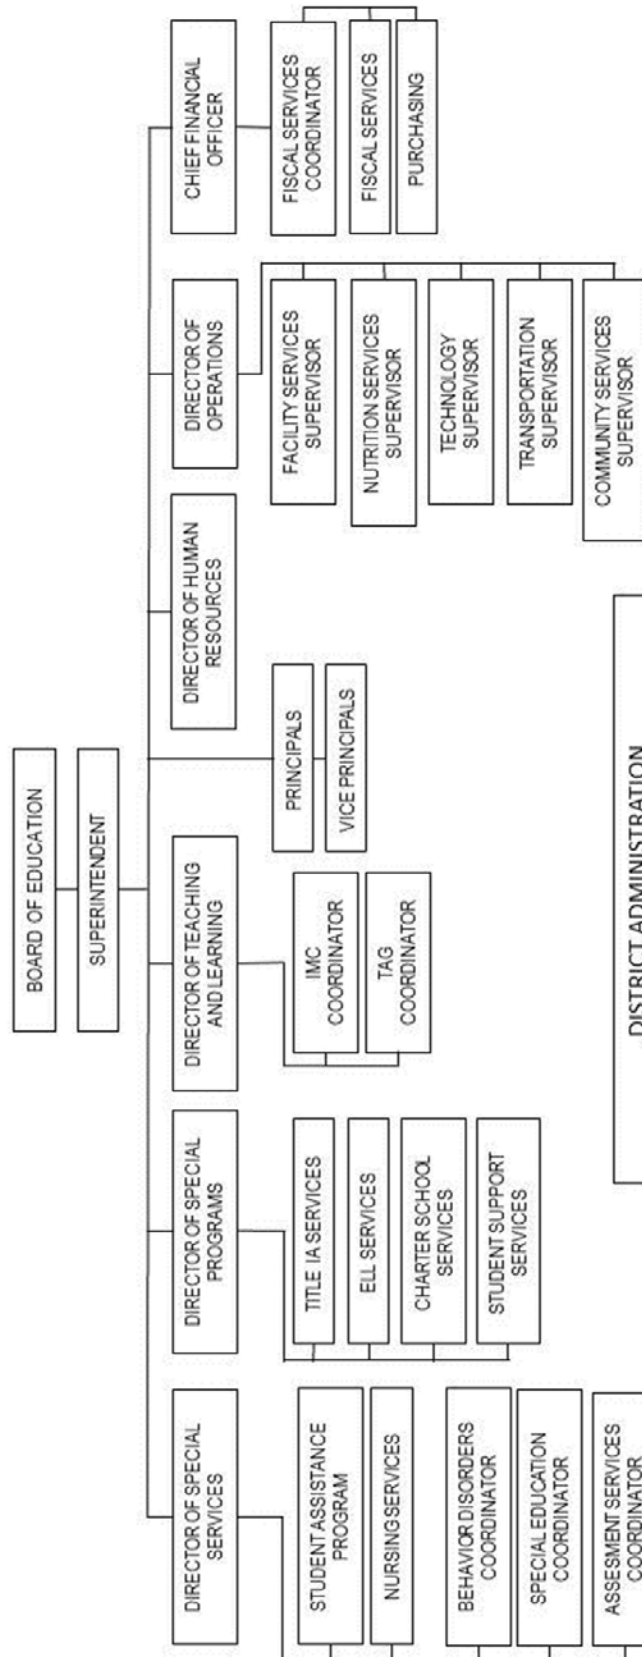 BOARD OF EDUCATION
SUPERINTENDENT
DIRECTOR OF SPECIAL
SERVICES
STUDENT ASSISTANCE
PROGRAM
NURSING SERVICES
BEHAVIOR DISORDERS
COORDINATOR
SPECIAL EDUCATION
COORDINATOR
ASSESMENT SERVICES
COORDINATOR
DIRECTOR OF SPECIAL
PROGRAMS
TITLE IA SERVICES
ELL SERVICES
CHARTER SCHOOL
SERVICES
STUDENT SUPPORT
SERVICES
DIRECTOR OF TEACHING
AND LEARNING
IMC
COORDINATOR
TAG
COORDINATOR
PRINCIPALS
VICE PRINCIPALS
DIRECTOR OF HUMAN
RESOURCES
DIRECTOR OF
OPERATIONS
FACILITY SERVICES
SUPERVISOR
NUTRITION SERVICES
SUPERVISOR
TECHNOLOGY
SUPERVISOR
TRANSPORTATION
SUPERVISOR
COMMUNITY SERVICES
SUPERVISOR
CHIEF FINANCIAL
OFFICER
FISCAL SERVICES
COORDINATOR
FISCAL SERVICES
PURCHASING
DISTRICT ADMINISTRATION